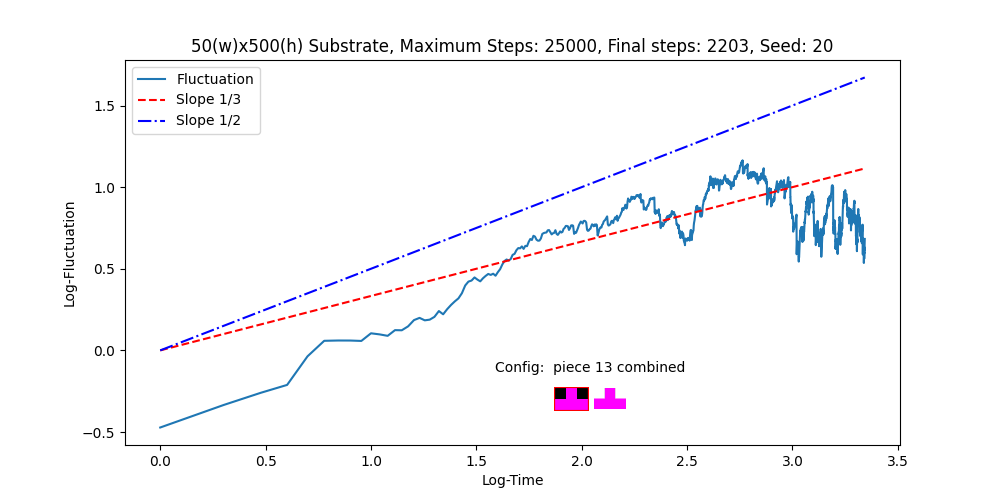 50(w)x500(h) Substrate, Maximum Steps: 25000, Final steps: 2203, Seed: 20
Fluctuation
Slope 1/3
Slope 1/2
Log-Fluctuation
1.5
1.0
0.5
0.0
−0.5
Config:  piece 13 combined
0.0 0.5 1.0 1.5 2.0 2.5 3.0 3.5
Log-Time